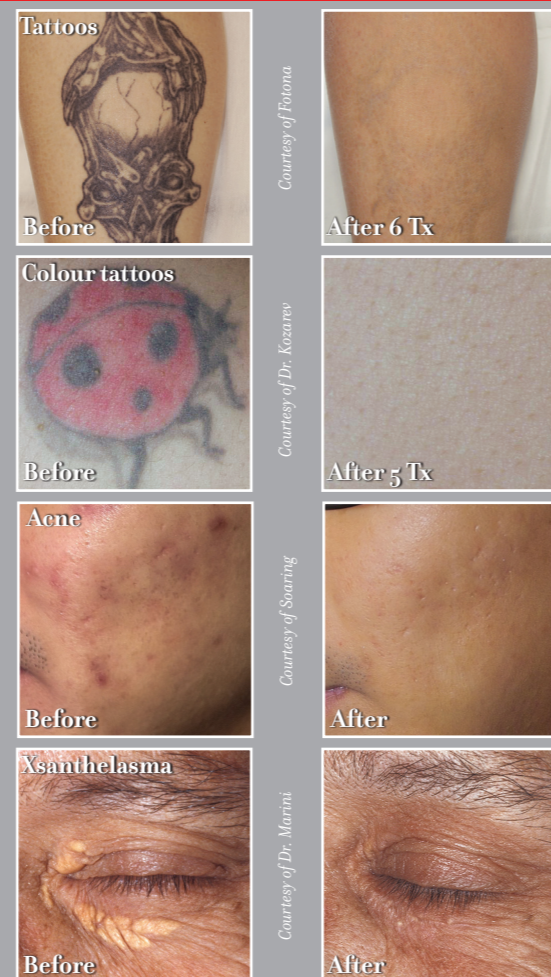 Tattoos
Before
Courtesy of Fotona
After 6 Tx
Colour tattoos
Before
Courtesy of Dr. Kozarev
After 5 Tx
Acne
Before
Courtesy of Soaring
After
Xsanthelasma
Before
Courtesy of Dr. Marini
After